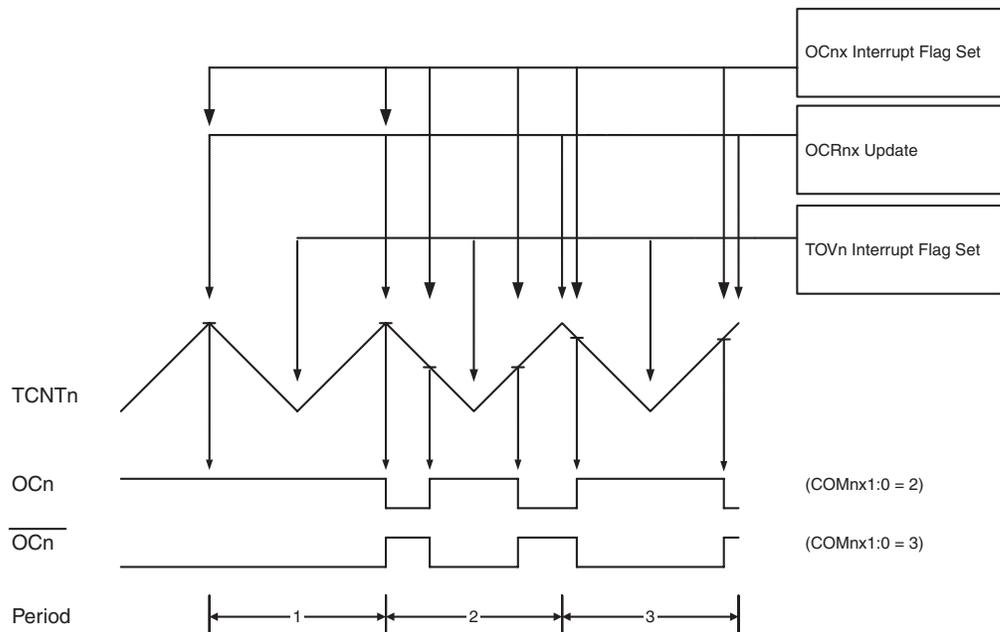 OCnx Interrupt Flag Set
OCRnx Update
TOVn Interrupt Flag Set
TCNTn
OCn (COMnx1:0 = 2)
OCn (COMnx1:0 = 3)
Period 1 2 3